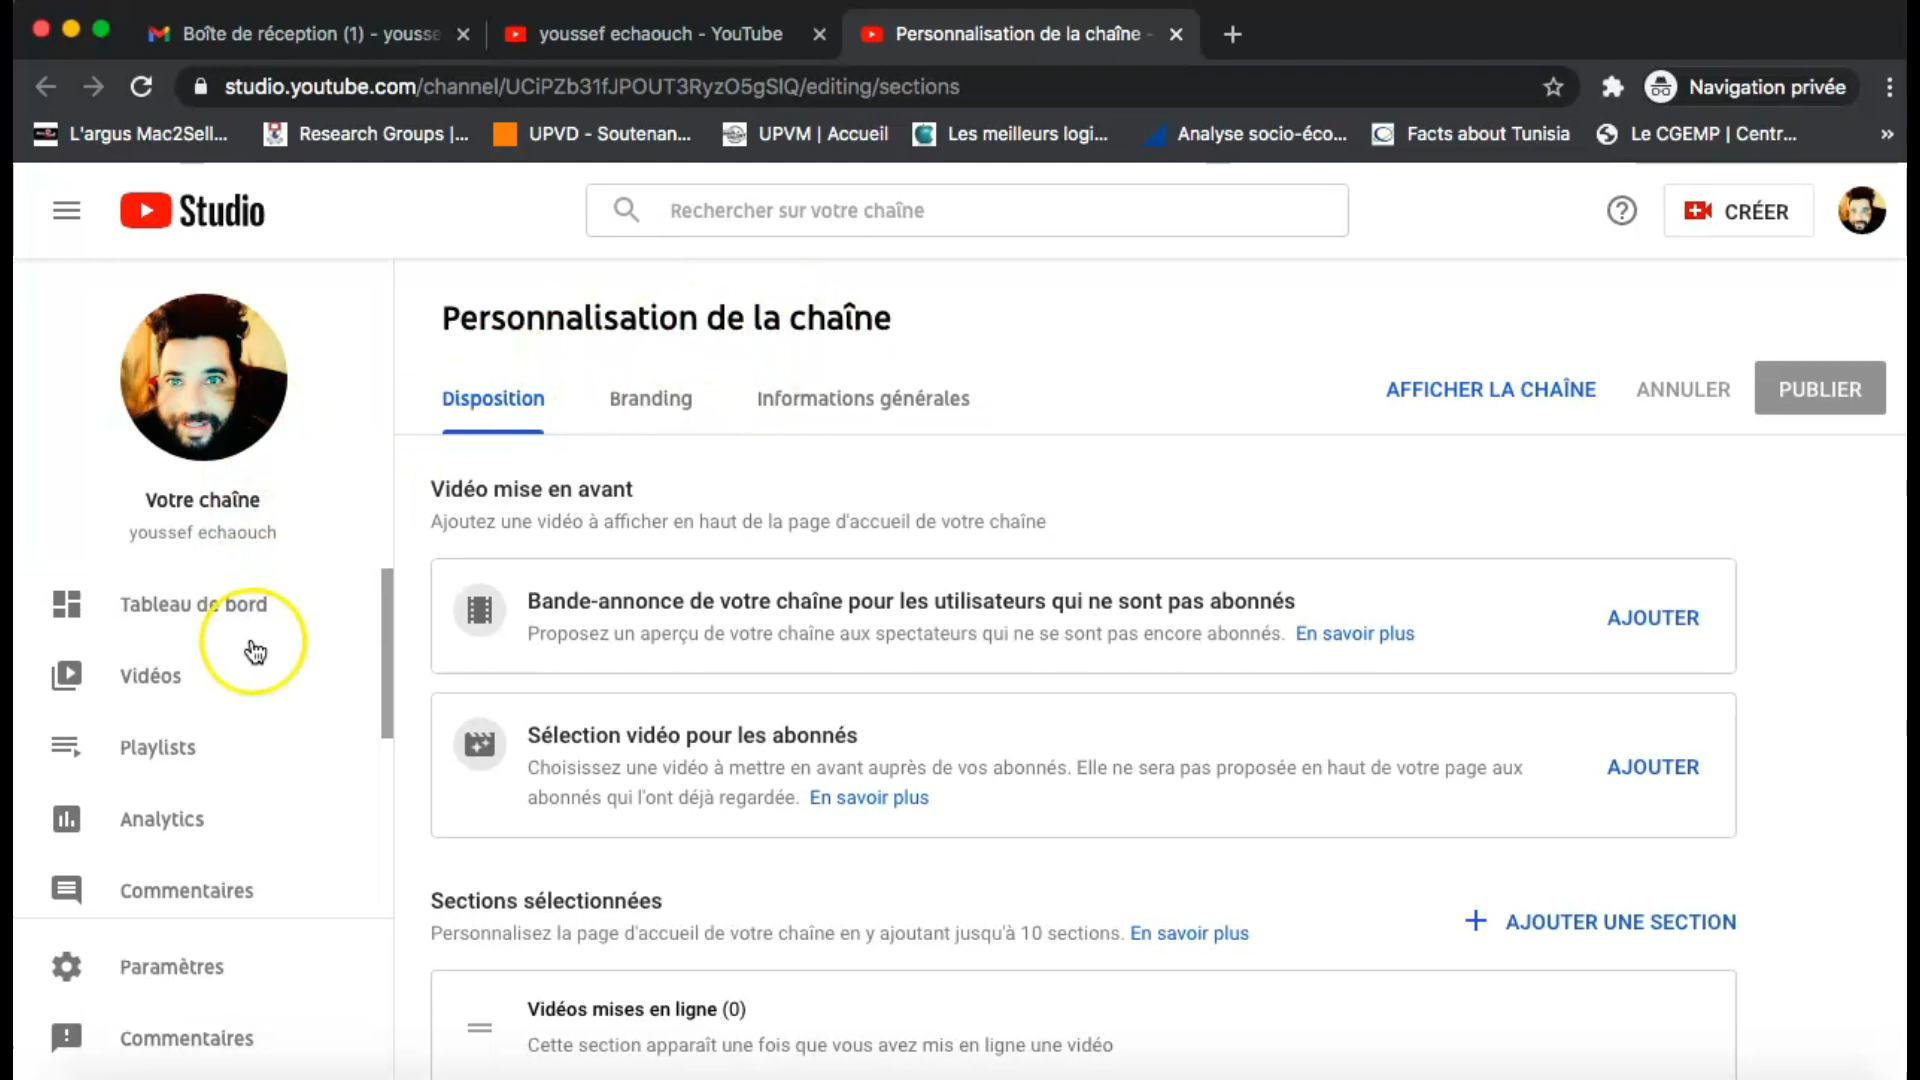 Boîte de réception (1) - yousse
youssef echaouch - YouTube
Personnalisation de la chaîne -
studio.youtube.com/channel/UCiPZb31fJPOUT3RyzO5gSIQ/editing/sections
Navigation privée
L'argus Mac2Sell...
Research Groups |...
UPVD - Soutenan...
UPVM | Accueil
Les meilleurs logi...
Analyse socio-éco...
Facts about Tunisia
Le CGEMP | Centr...
»
Studio
Rechercher sur votre chaîne
CRÉER
Votre chaîne
youssef echaouch
Tableau de bord
Vidéos
Playlists
Analytics
Commentaires
Paramètres
Commentaires
Personnalisation de la chaîne
Disposition
Branding
Informations générales
AFFICHER LA CHAÎNE
ANNULER
PUBLIER
Vidéo mise en avant
Ajoutez une vidéo à afficher en haut de la page d'accueil de votre chaîne
Bande-annonce de votre chaîne pour les utilisateurs qui ne sont pas abonnés
Proposez un aperçu de votre chaîne aux spectateurs qui ne se sont pas encore abonnés. En savoir plus
AJOUTER
Sélection vidéo pour les abonnés
Choisissez une vidéo à mettre en avant auprès de vos abonnés. Elle ne sera pas proposée en haut de votre page aux
abonnés qui l'ont déjà regardée. En savoir plus
AJOUTER
Sections sélectionnées
Personnalisez la page d'accueil de votre chaîne en y ajoutant jusqu'à 10 sections. En savoir plus
+ AJOUTER UNE SECTION
Vidéos mises en ligne (0)
Cette section apparaît une fois que vous avez mis en ligne une vidéo